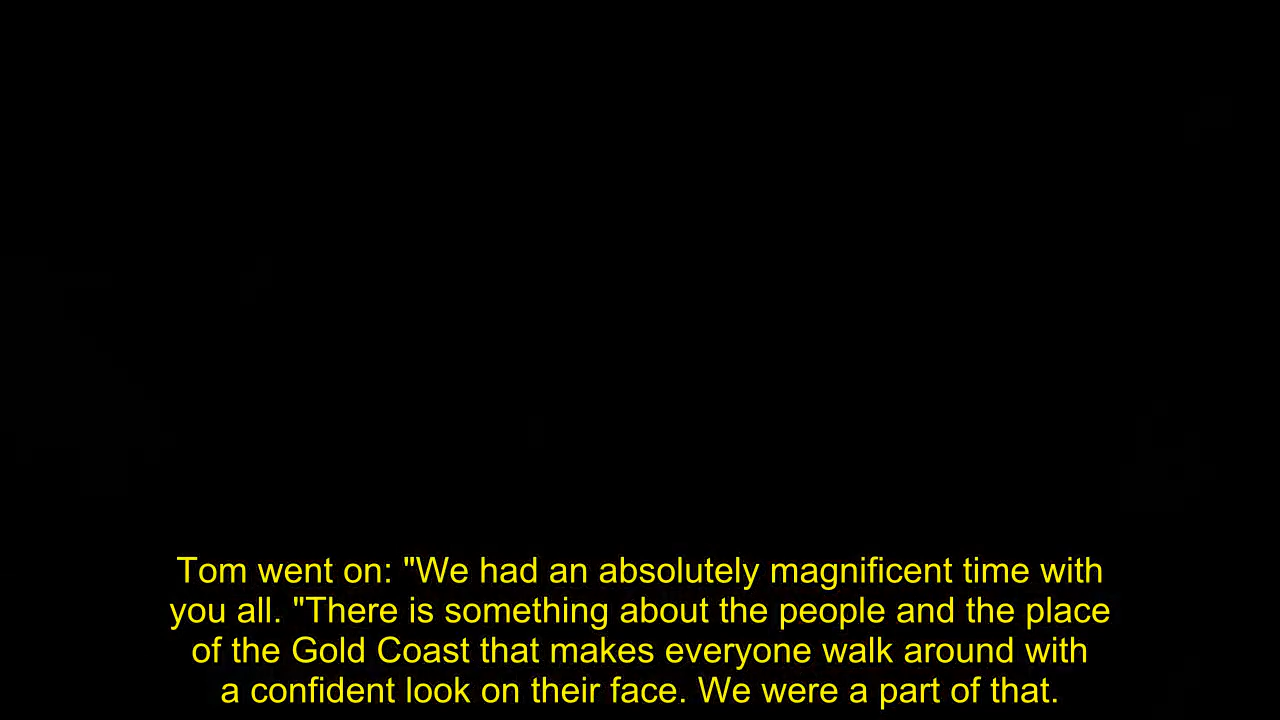 Tom went on: "We had an absolutely magnificent time with
you all. "There is something about the people and the place
of the Gold Coast that makes everyone walk around with
a confident look on their face. We were a part of that.